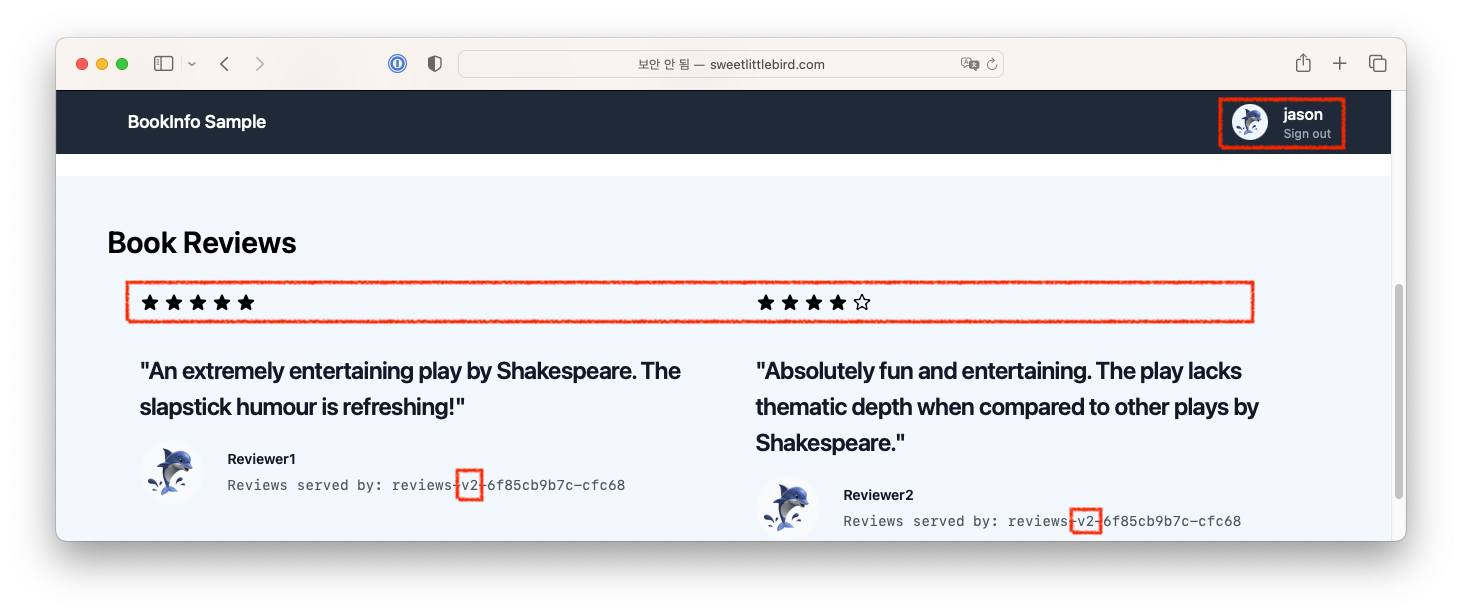 보안 안 됨 — sweetlittlebird.com
BookInfo Sample
jason
Sign out
Book Reviews
"An extremely entertaining play by Shakespeare. The
slapstick humour is refreshing!"
Reviewer1
Reviews served by: reviews-v2-6f85cb9b7c-cfc68
"Absolutely fun and entertaining. The play lacks
thematic depth when compared to other plays by
Shakespeare."
Reviewer2
Reviews served by: reviews-v2-6f85cb9b7c-cfc68